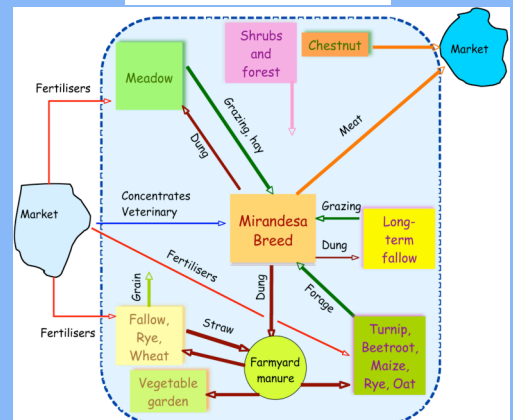 Shrubs
and
forest
Chestnut
Market
Meadow
Fertilisers
Grazing, hay
Dung
Meat
Market
Concentrates
Veterinary
Mirandesa
Breed
Grazing
Dung
Long-
term
fallow
Fertilisers
Grain
Dung
Forage
Fertilisers
Fallow,
Rye,
Wheat
Straw
Farmyard
manure
Turnip,
Beetroot,
Maize,
Rye, Oat
Vegetable
garden